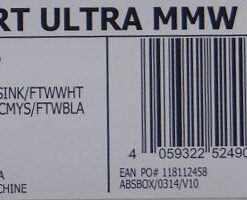 RT ULTRA MMW
SINK/FTWWHT
CMYS/FTWBLA
4 059322 52490
EAN PO# 118112458
ABSBOX/0314/V10
A
CHINE